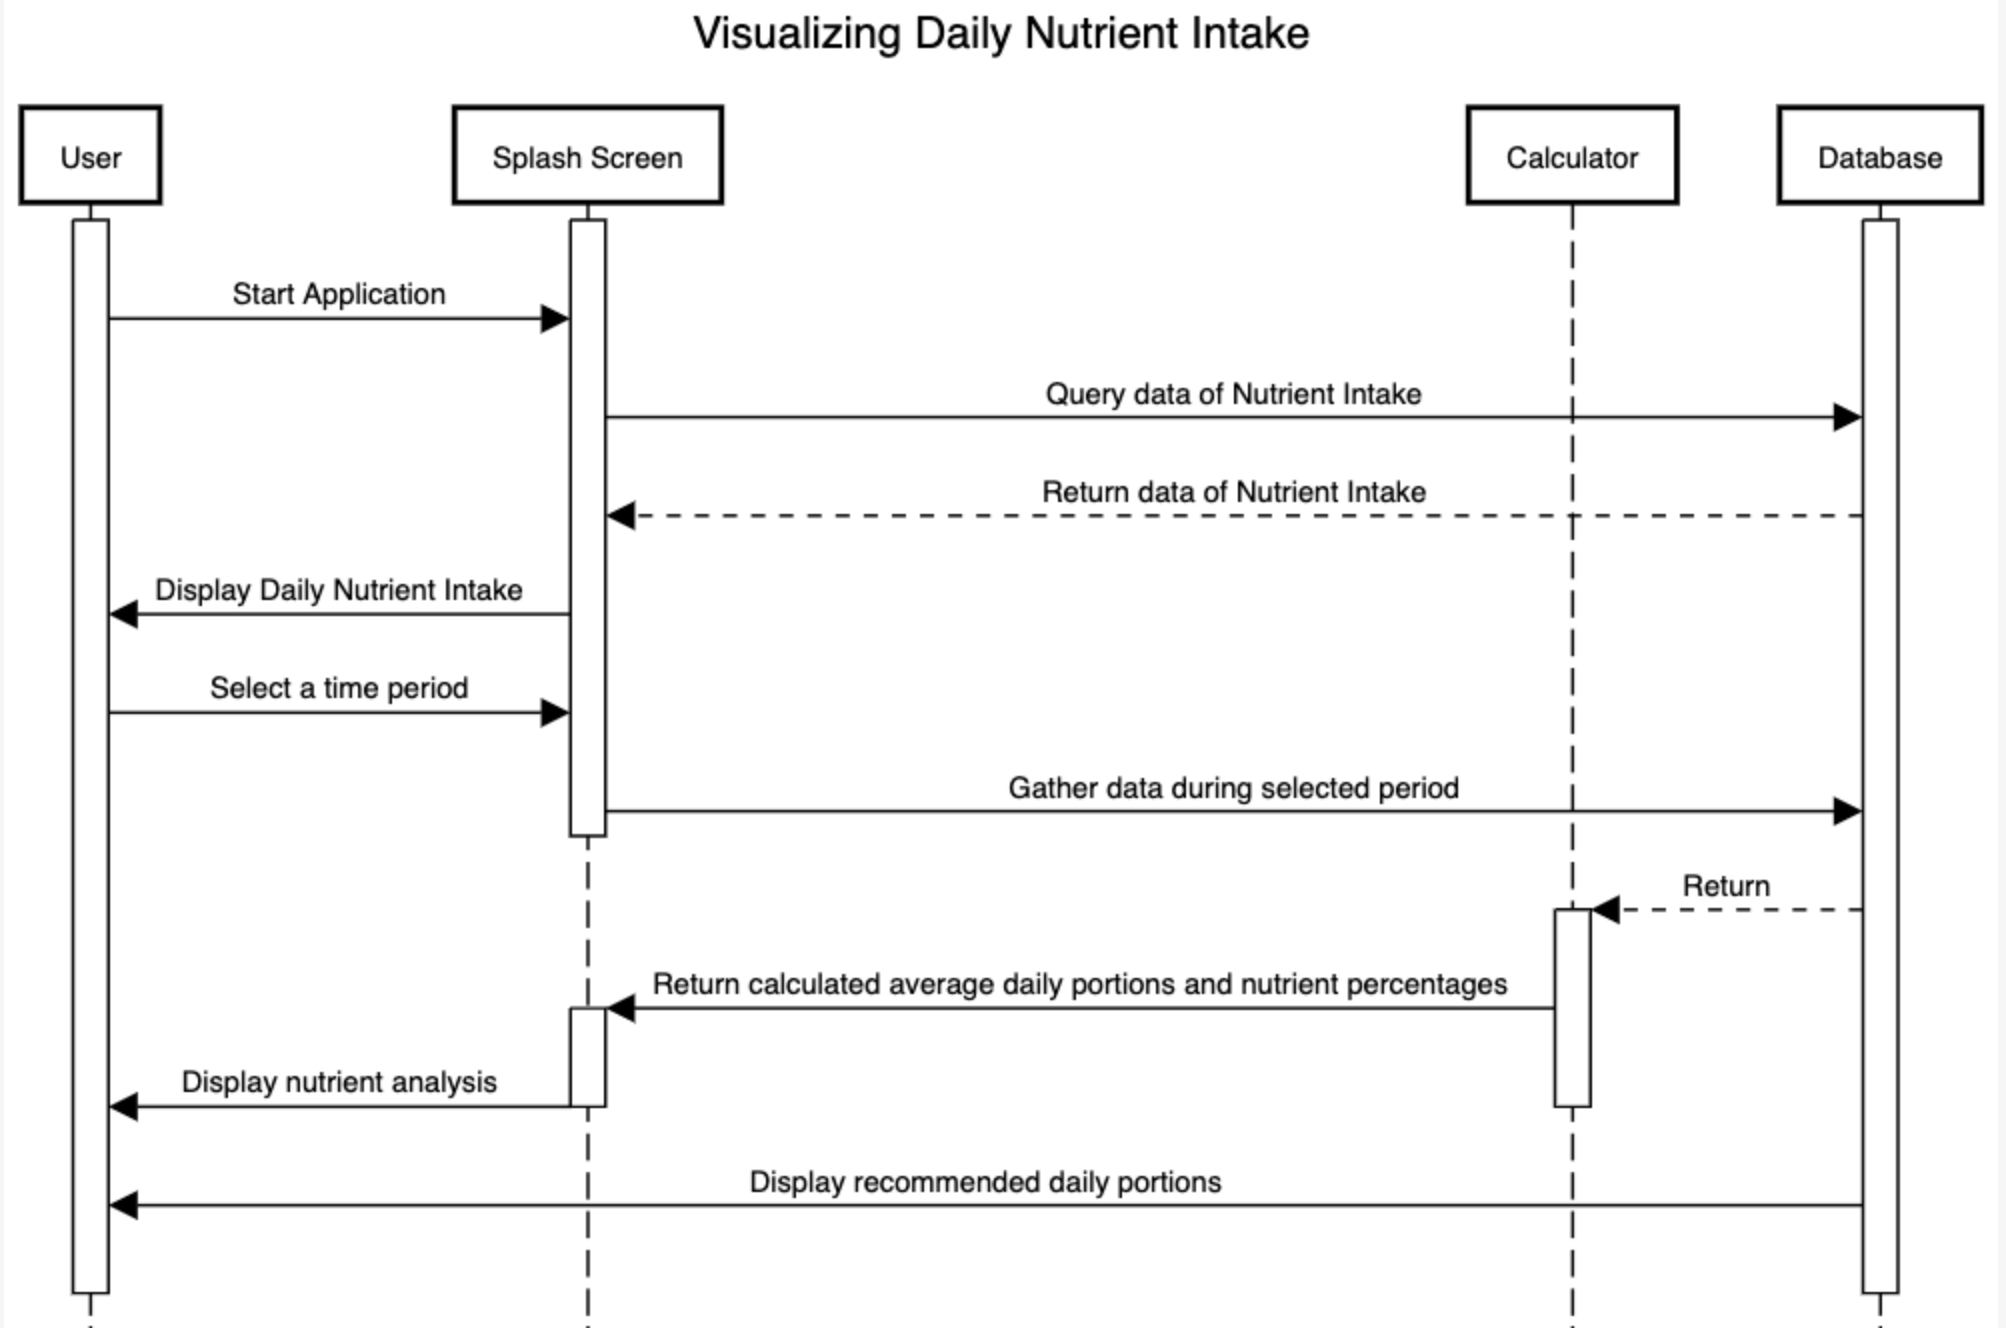 Visualizing Daily Nutrient Intake
User
Splash Screen
Calculator
Database
Start Application
Query data of Nutrient Intake
Return data of Nutrient Intake
Display Daily Nutrient Intake
Select a time period
Gather data during selected period
Return
Return calculated average daily portions and nutrient percentages
Display nutrient analysis
Display recommended daily portions